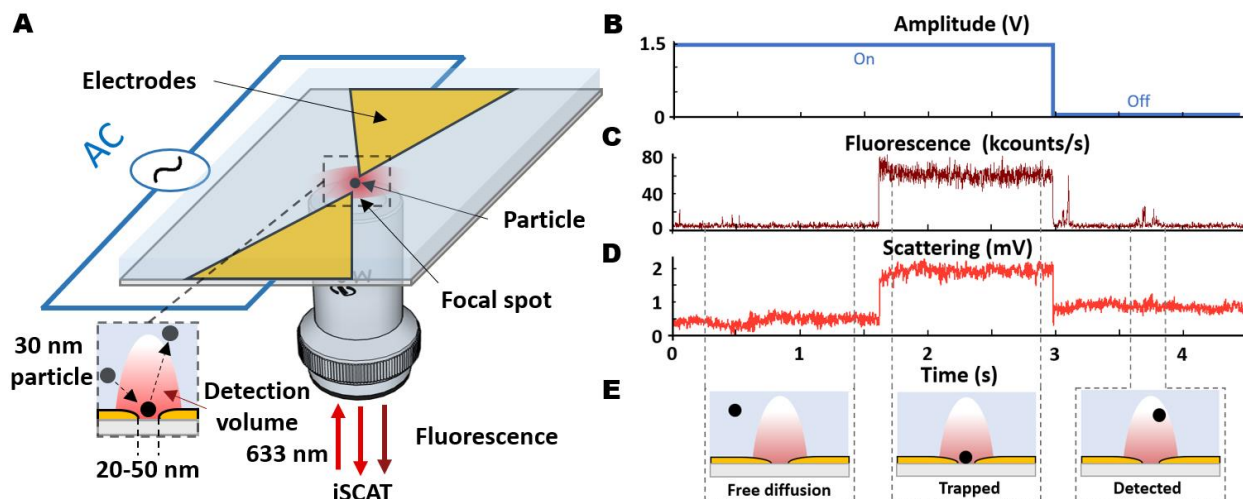 A
Electrodes
AC
Particle
Focal spot
30 nm
particle
Detection
volume
20-50 nm
633 nm
Fluorescence
iSCAT
B
Amplitude (V)
1.5
0
On
Off
C
Fluorescence (kcounts/s)
80
40
0
D
Scattering (mV)
2
1
0
0 1 2 3 4
Time (s)
E
Free diffusion
Trapped
Detected